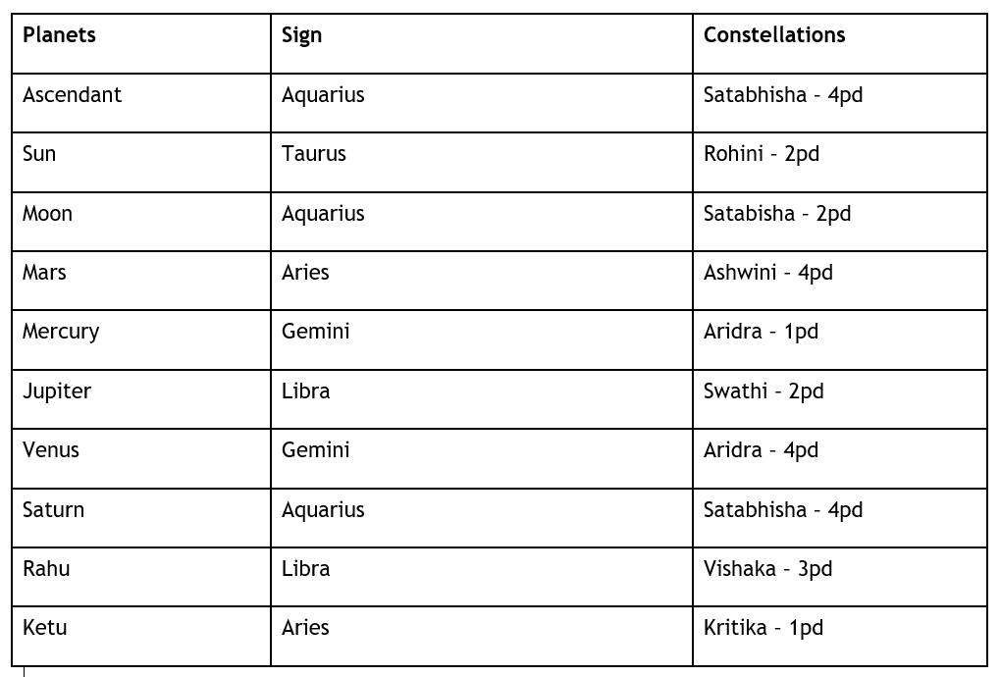 Planets Sign Constellations
Ascendant Aquarius Satabhisha – 4pd
Sun Taurus Rohini – 2pd
Moon Aquarius Satabisha – 2pd
Mars Aries Ashwini – 4pd
Mercury Gemini Aridra – 1pd
Jupiter Libra Swathi – 2pd
Venus Gemini Aridra – 4pd
Saturn Aquarius Satabhisha – 4pd
Rahu Libra Vishaka – 3pd
Ketu Aries Kritika – 1pd